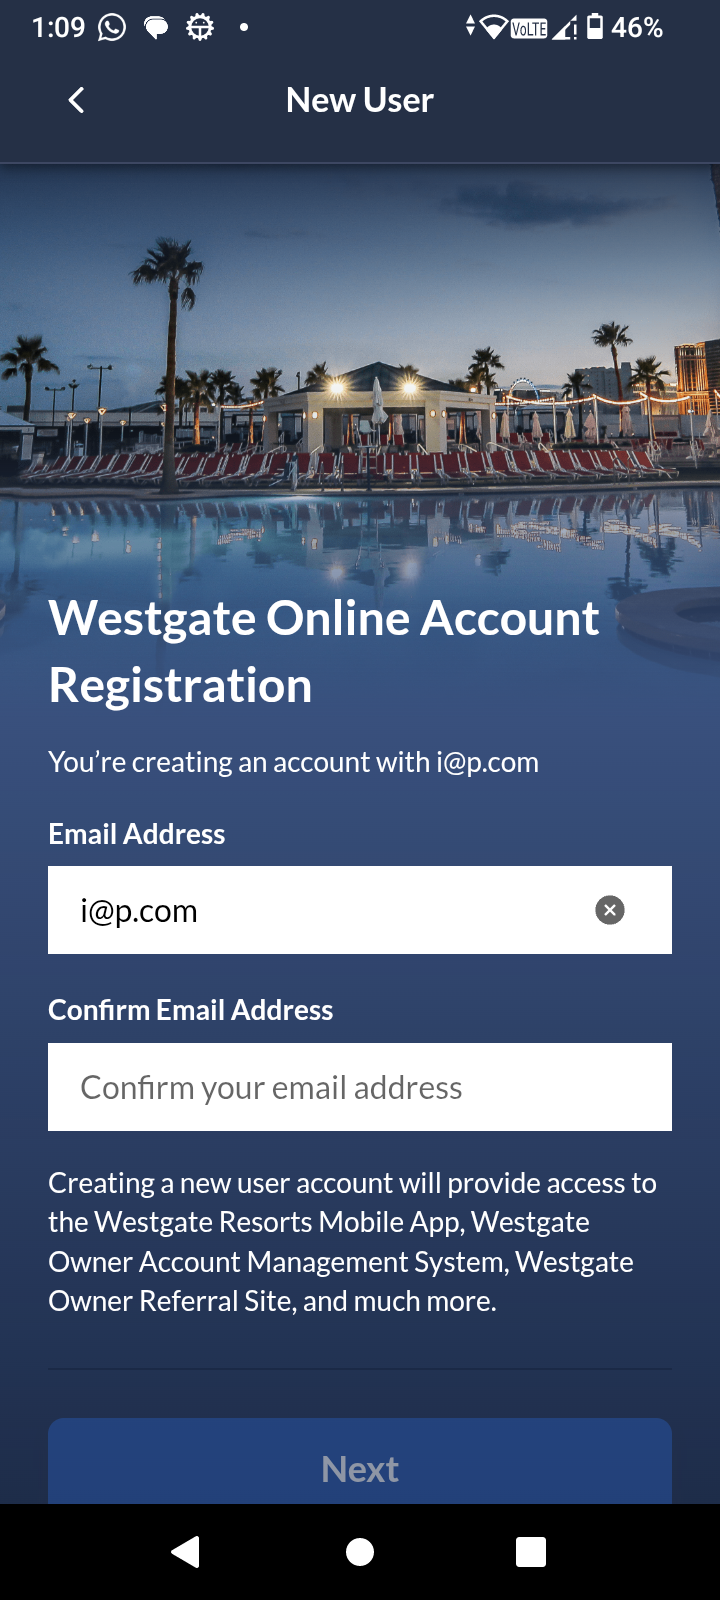 1:09
VoLTE
46%
New User
Westgate Online Account
Registration
You’re creating an account with i@p.com
Email Address
i@p.com
Confirm Email Address
Confirm your email address
Creating a new user account will provide access to
the Westgate Resorts Mobile App, Westgate
Owner Account Management System, Westgate
Owner Referral Site, and much more.
Next